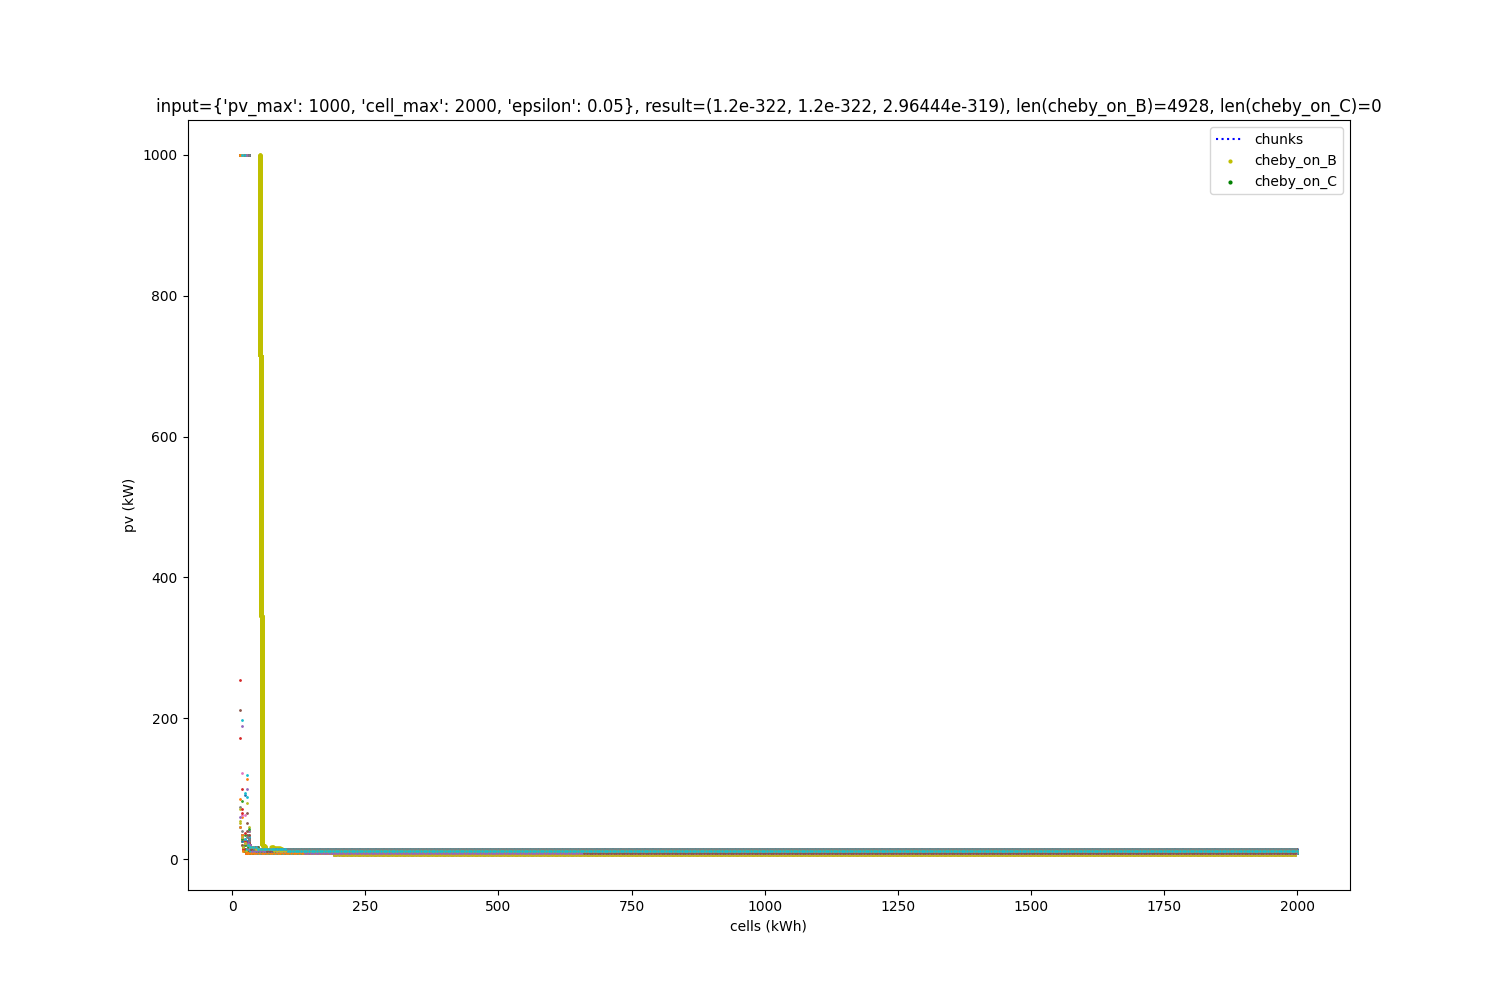 input={'pv_max': 1000, 'cell_max': 2000, 'epsilon': 0.05}, result=(1.2e-322, 1.2e-322, 2.96444e-319), len(cheby_on_B)=4928, len(cheby_on_C)=0
chunks
cheby_on_B
cheby_on_C
1000
800
600
400
200
0
pv (kW)
0 250 500 750 1000 1250 1500 1750 2000
cells (kWh)